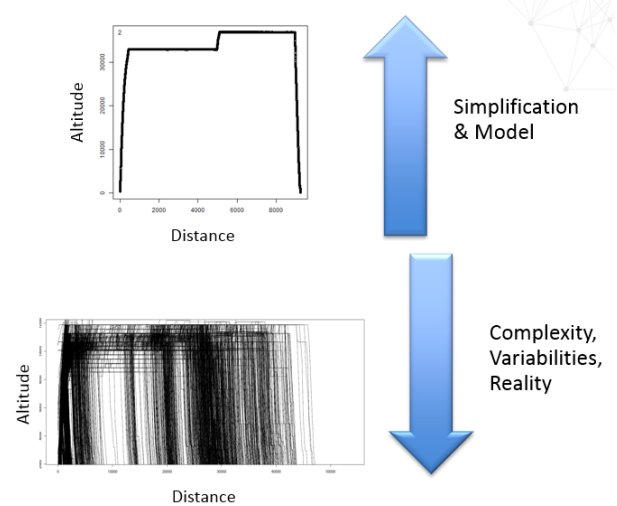 2
30000
20000
10000
0
0 2000 4000 6000 8000
Altitude
Distance
Simplification
& Model
Complexity,
Variabilities,
Reality
Altitude
Distance